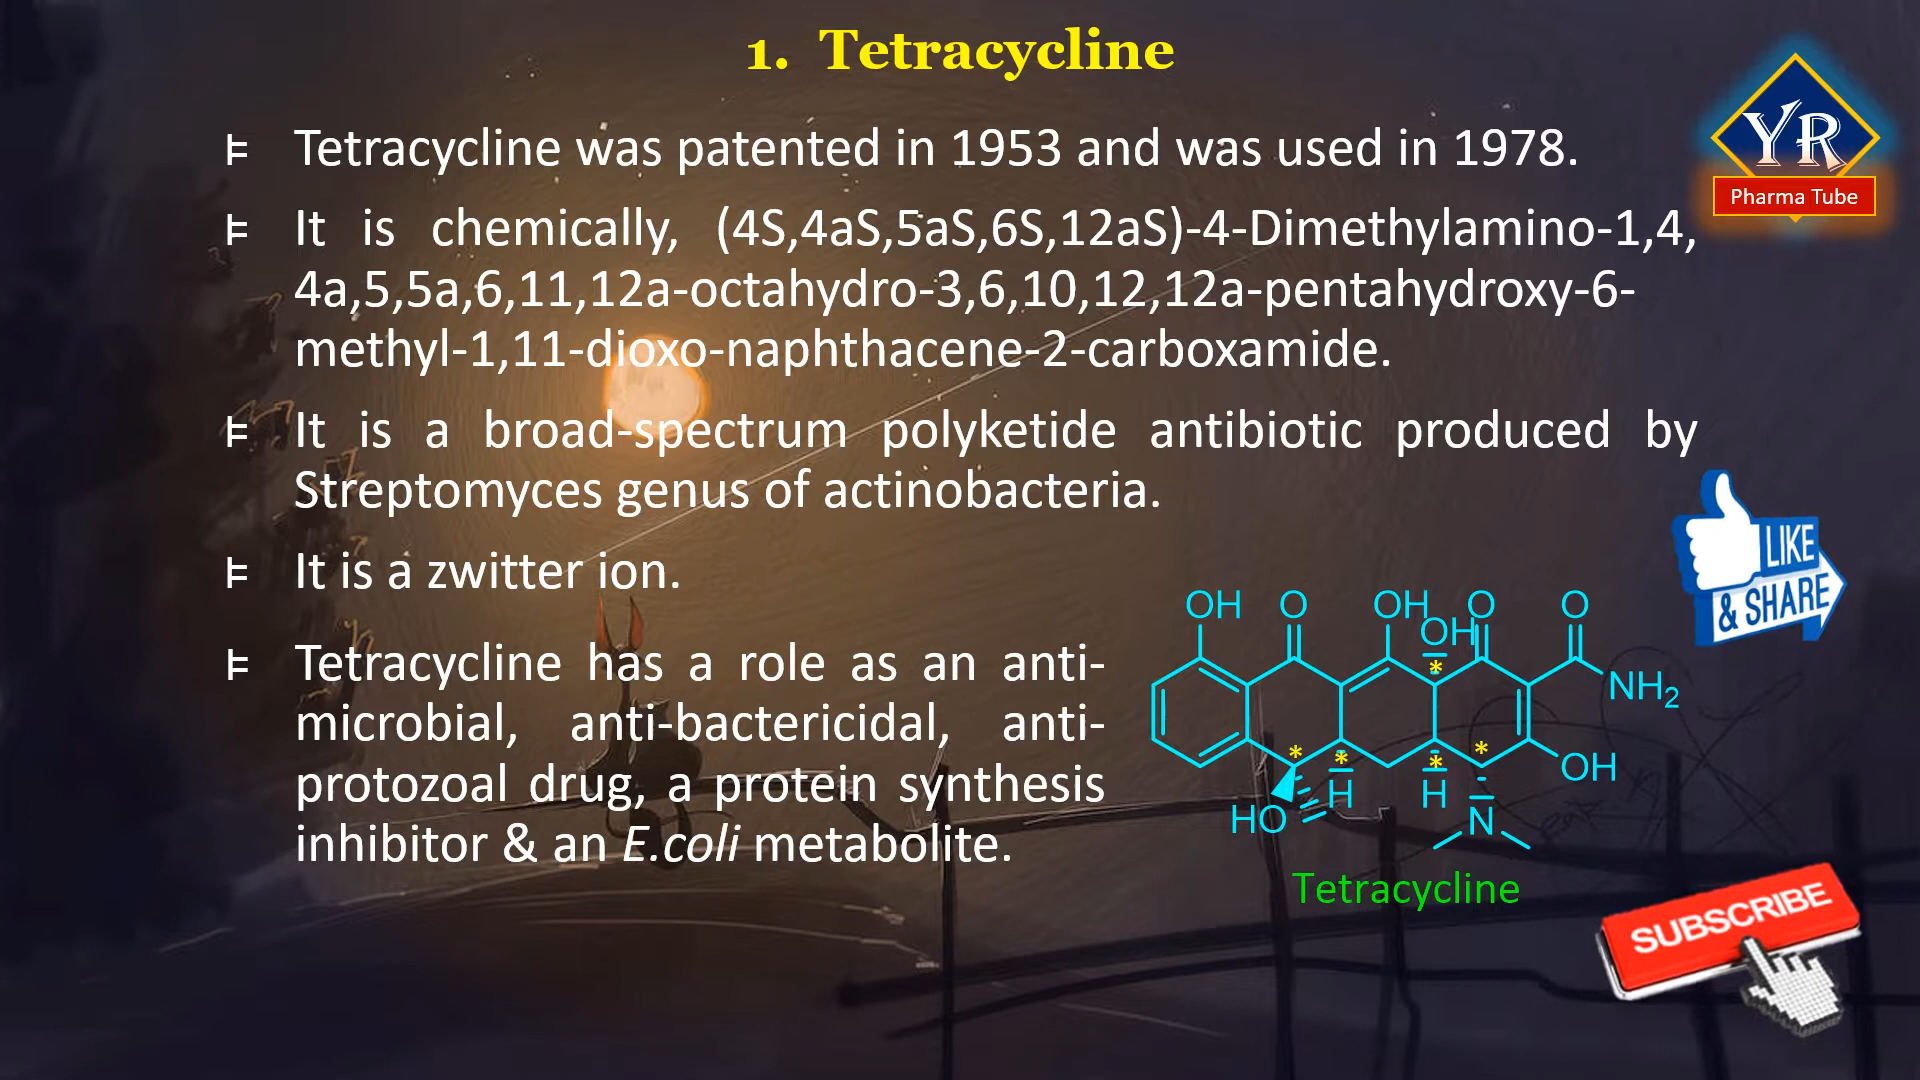 1. Tetracycline
YR
Pharma Tube
Tetracycline was patented in 1953 and was used in 1978.
It is chemically, (4S,4aS,5aS,6S,12aS)-4-Dimethylamino-1,4,
4a,5,5a,6,11,12a-octahydro-3,6,10,12,12a-pentahydroxy-6-
methyl-1,11-dioxo-naphthacene-2-carboxamide.
It is a broad-spectrum polyketide antibiotic produced by
Streptomyces genus of actinobacteria.
It is a zwitter ion.
Tetracycline has a role as an anti-
microbial, anti-bactericidal, anti-
protozoal drug, a protein synthesis
inhibitor & an E.coli metabolite.
LIKE
& SHARE
OH O OH O O
OH
* 
NH2
* * * *
OH
H H
HO N
Tetracycline
SUBSCRIBE